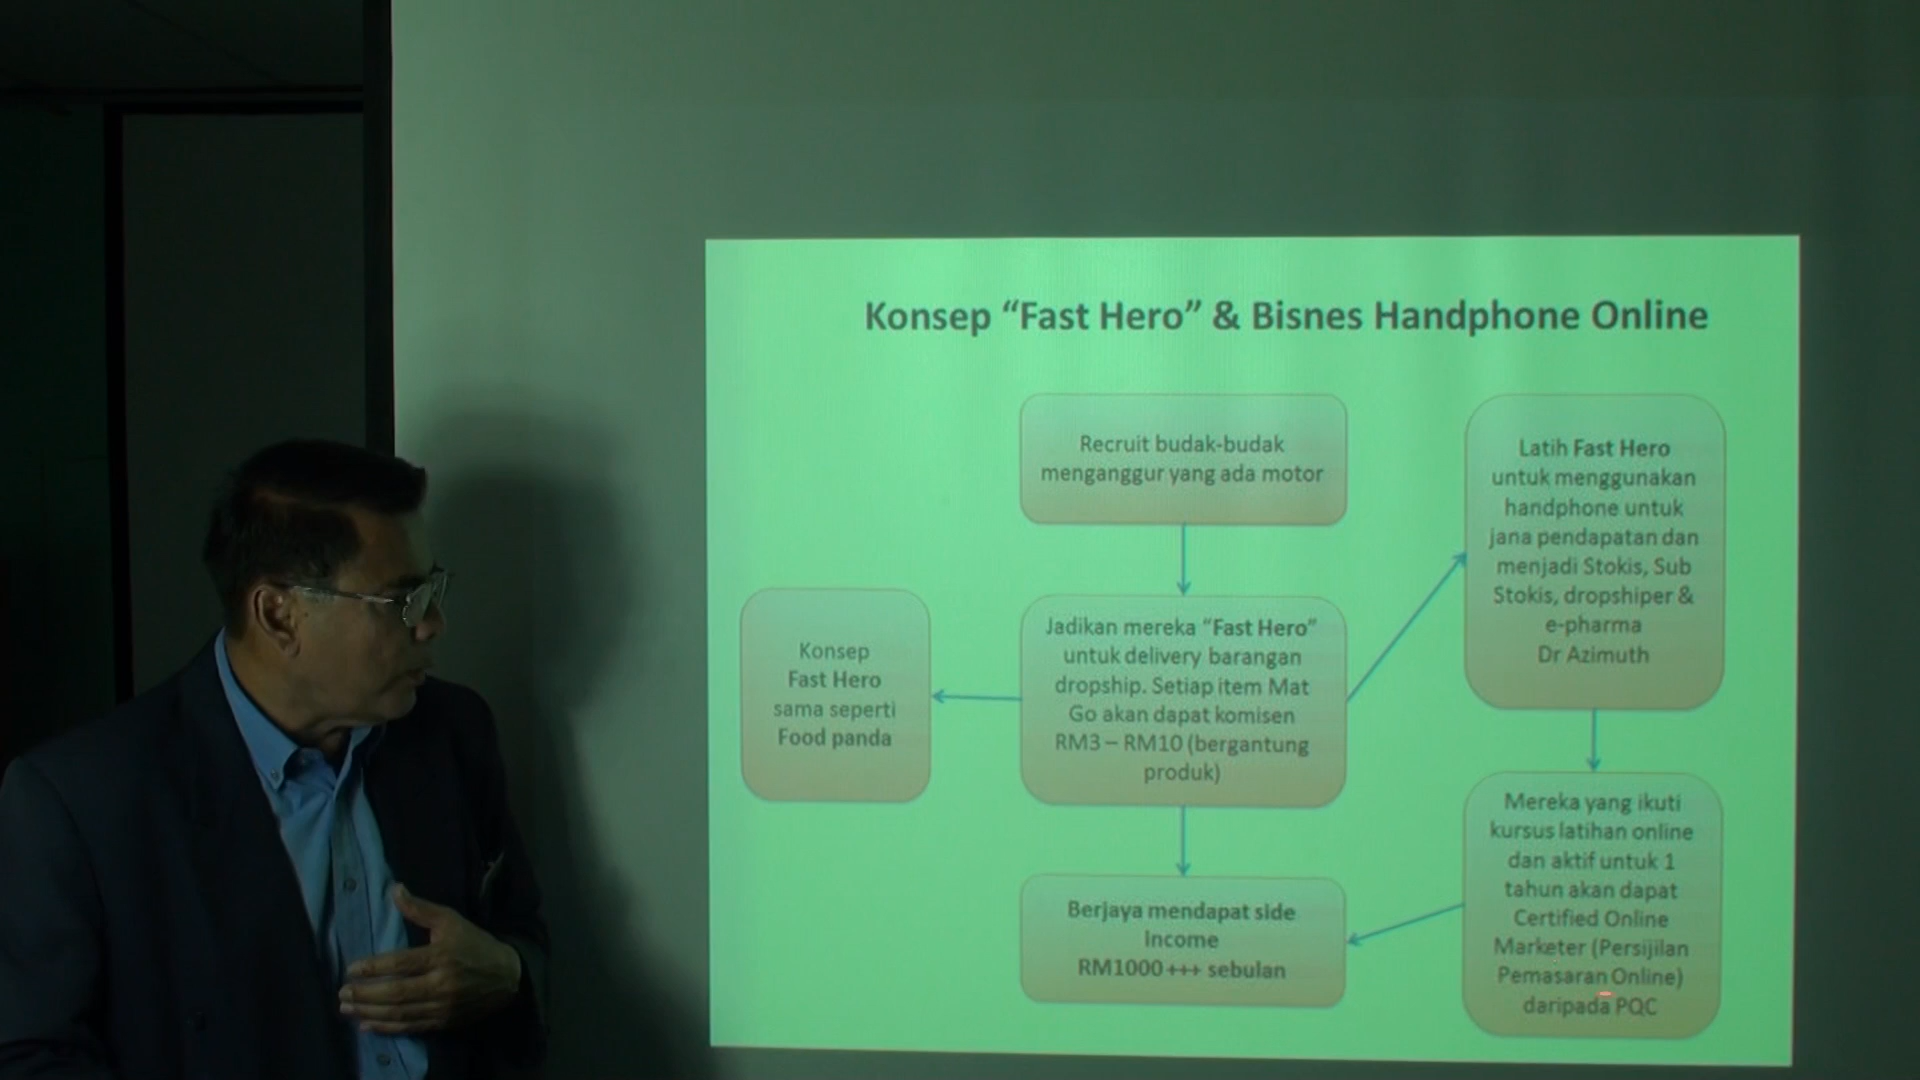 Konsep “Fast Hero” & Bisnes Handphone Online
Recruit budak-budak
menganggur yang ada motor
Latih Fast Hero
untuk menggunakan
handphone untuk
jana pendapatan dan
menjadi Stokis, Sub
Stokis, dropshiper &
e-pharma
Dr Azimuth
Konsep
Fast Hero
sama seperti
Food panda
Jadikan mereka “Fast Hero”
untuk delivery barangan
dropship. Setiap item Mat
Go akan dapat komisen
RM3 – RM10 (bergantung
produk)
Mereka yang ikuti
kursus latihan online
dan aktif untuk 1
tahun akan dapat
Certified Online
Marketer (Persijilan
Pemasaran Online)
daripada PQC
Berjaya mendapat side
Income
RM1000 +++ sebulan